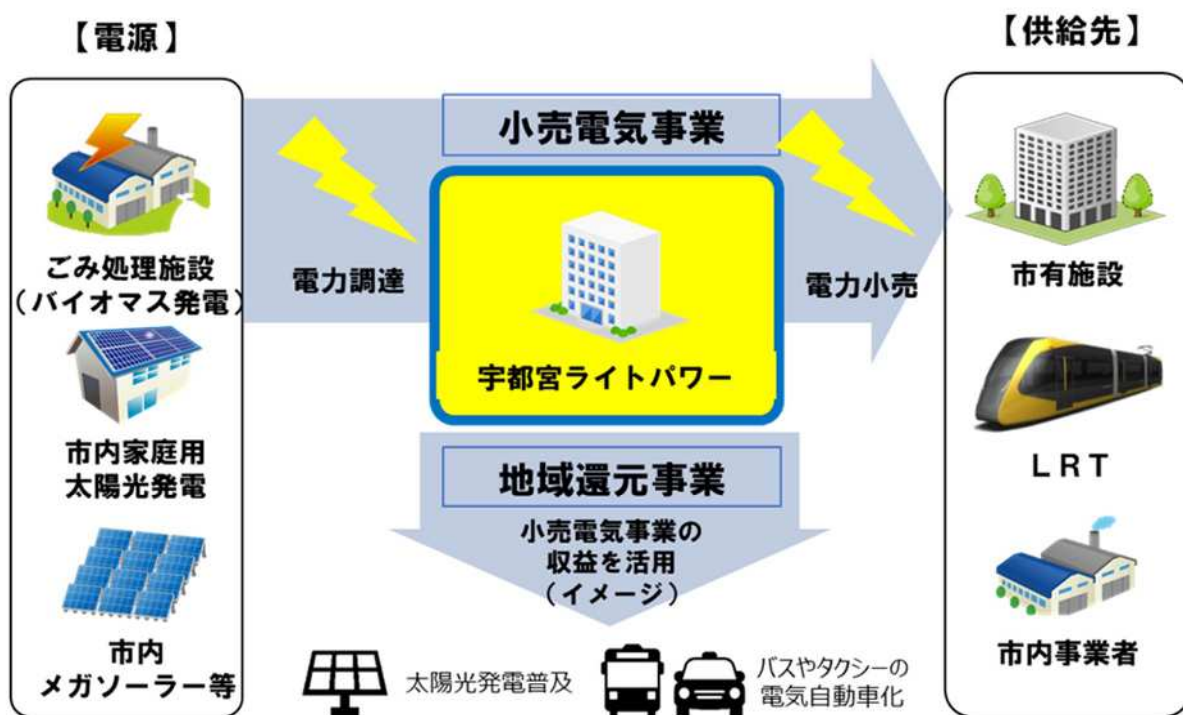 【電源】
ごみ処理施設
（バイオマス発電）
市内家庭用
太陽光発電
市内
メガソーラー等
小売電気事業
電力調達
電力小売
宇都宮ライトパワー
地域還元事業
小売電気事業の
収益を活用
（イメージ）
太陽光発電普及
バスやタクシーの
電気自動車化
【供給先】
市有施設
ＬＲＴ
市内事業者